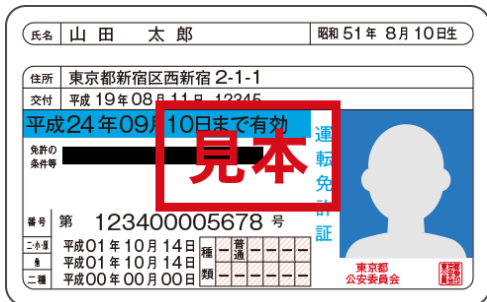 氏名 山田 太郎 昭和51年 8月10日生
住所 東京都新宿区西新宿 2-1-1
交付 平成 19年08月11日 12345
平成24年09月10日まで有効
免許の
条件等
見本
運転免許証
番号 第 123400005678 号
二・小・原 平成01年10月14日
他 平成01年10月14日
二種 平成00年00月00日
種類 普通
東京都
公安委員会